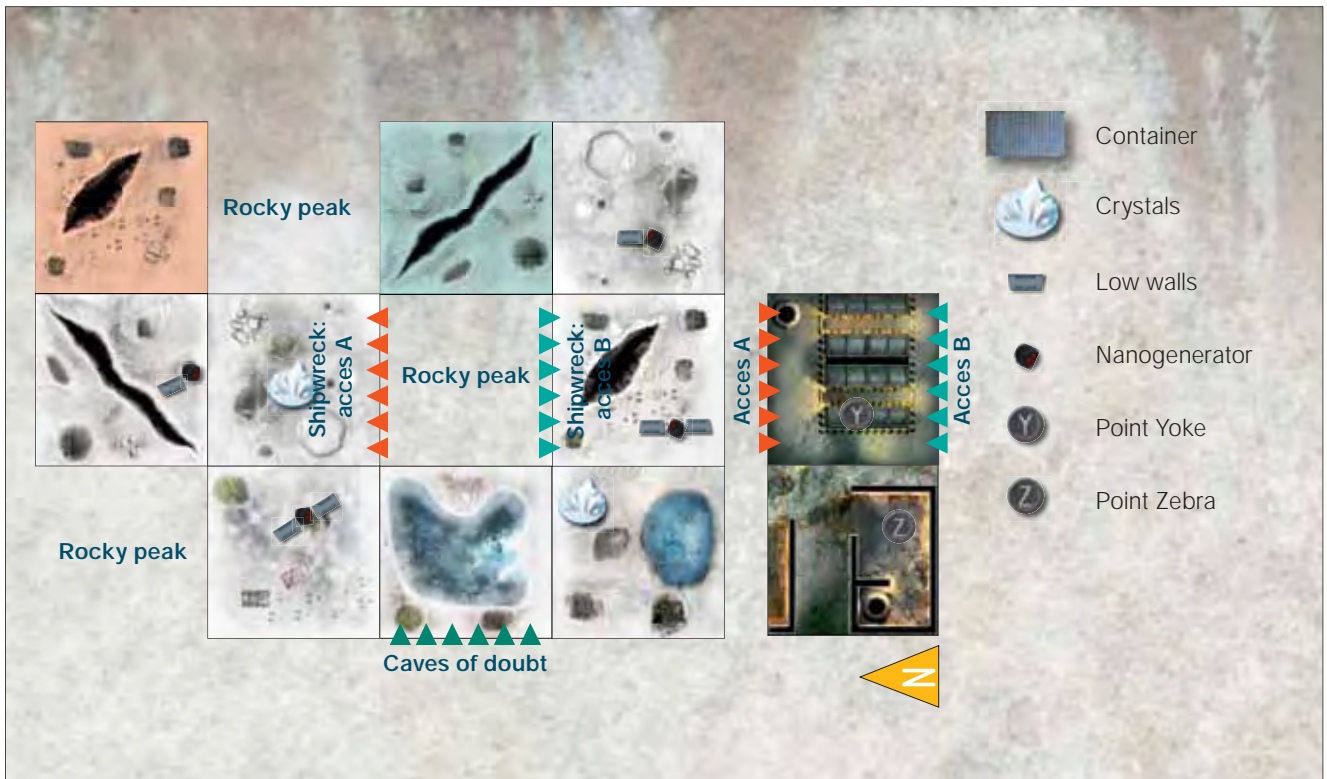 Container
Crystals
Rocky peak
Low walls
Shipwreck:
acces A
Rocky peak
Shipwreck:
acces B
Acces A
Y
Acces B
Nanogenerator
Y
Point Yoke
Z
Point Zebra
Rocky peak
Z
Caves of doubt
N